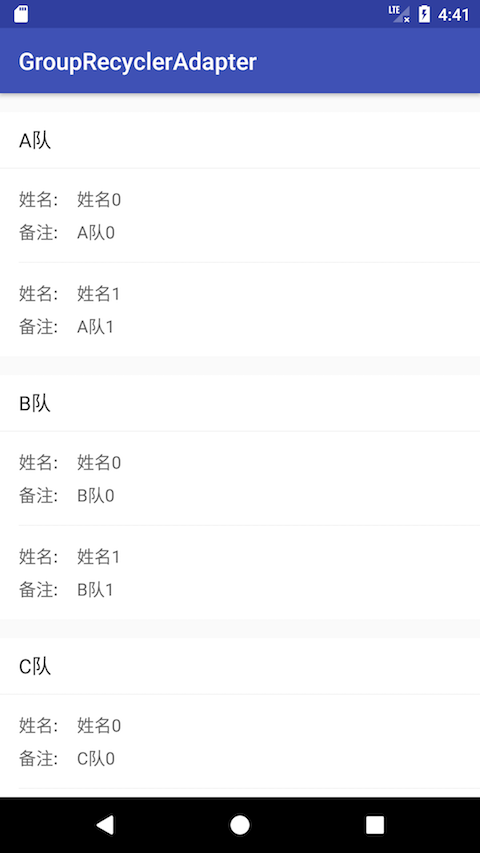 LTE 4:41
GroupRecyclerAdapter
A队
姓名: 姓名0
备注: A队0
姓名: 姓名1
备注: A队1
B队
姓名: 姓名0
备注: B队0
姓名: 姓名1
备注: B队1
C队
姓名: 姓名0
备注: C队0